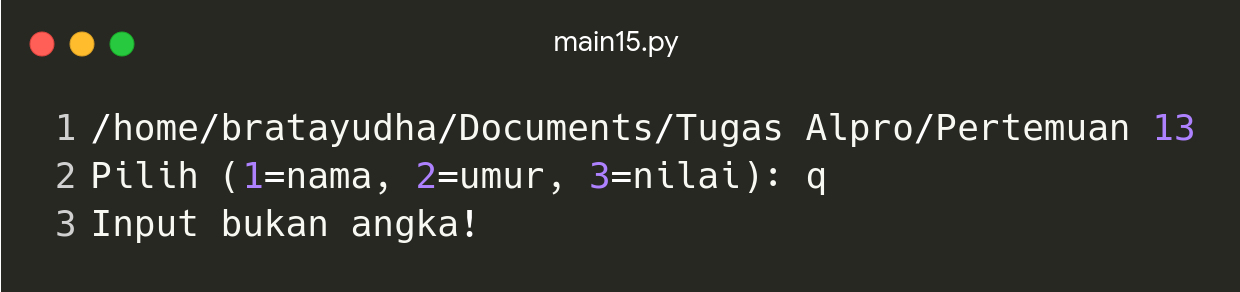 main15.py
1 /home/bratayudha/Documents/Tugas Alpro/Pertemuan 13
2 Pilih (1=nama, 2=umur, 3=nilai): q
3 Input bukan angka!